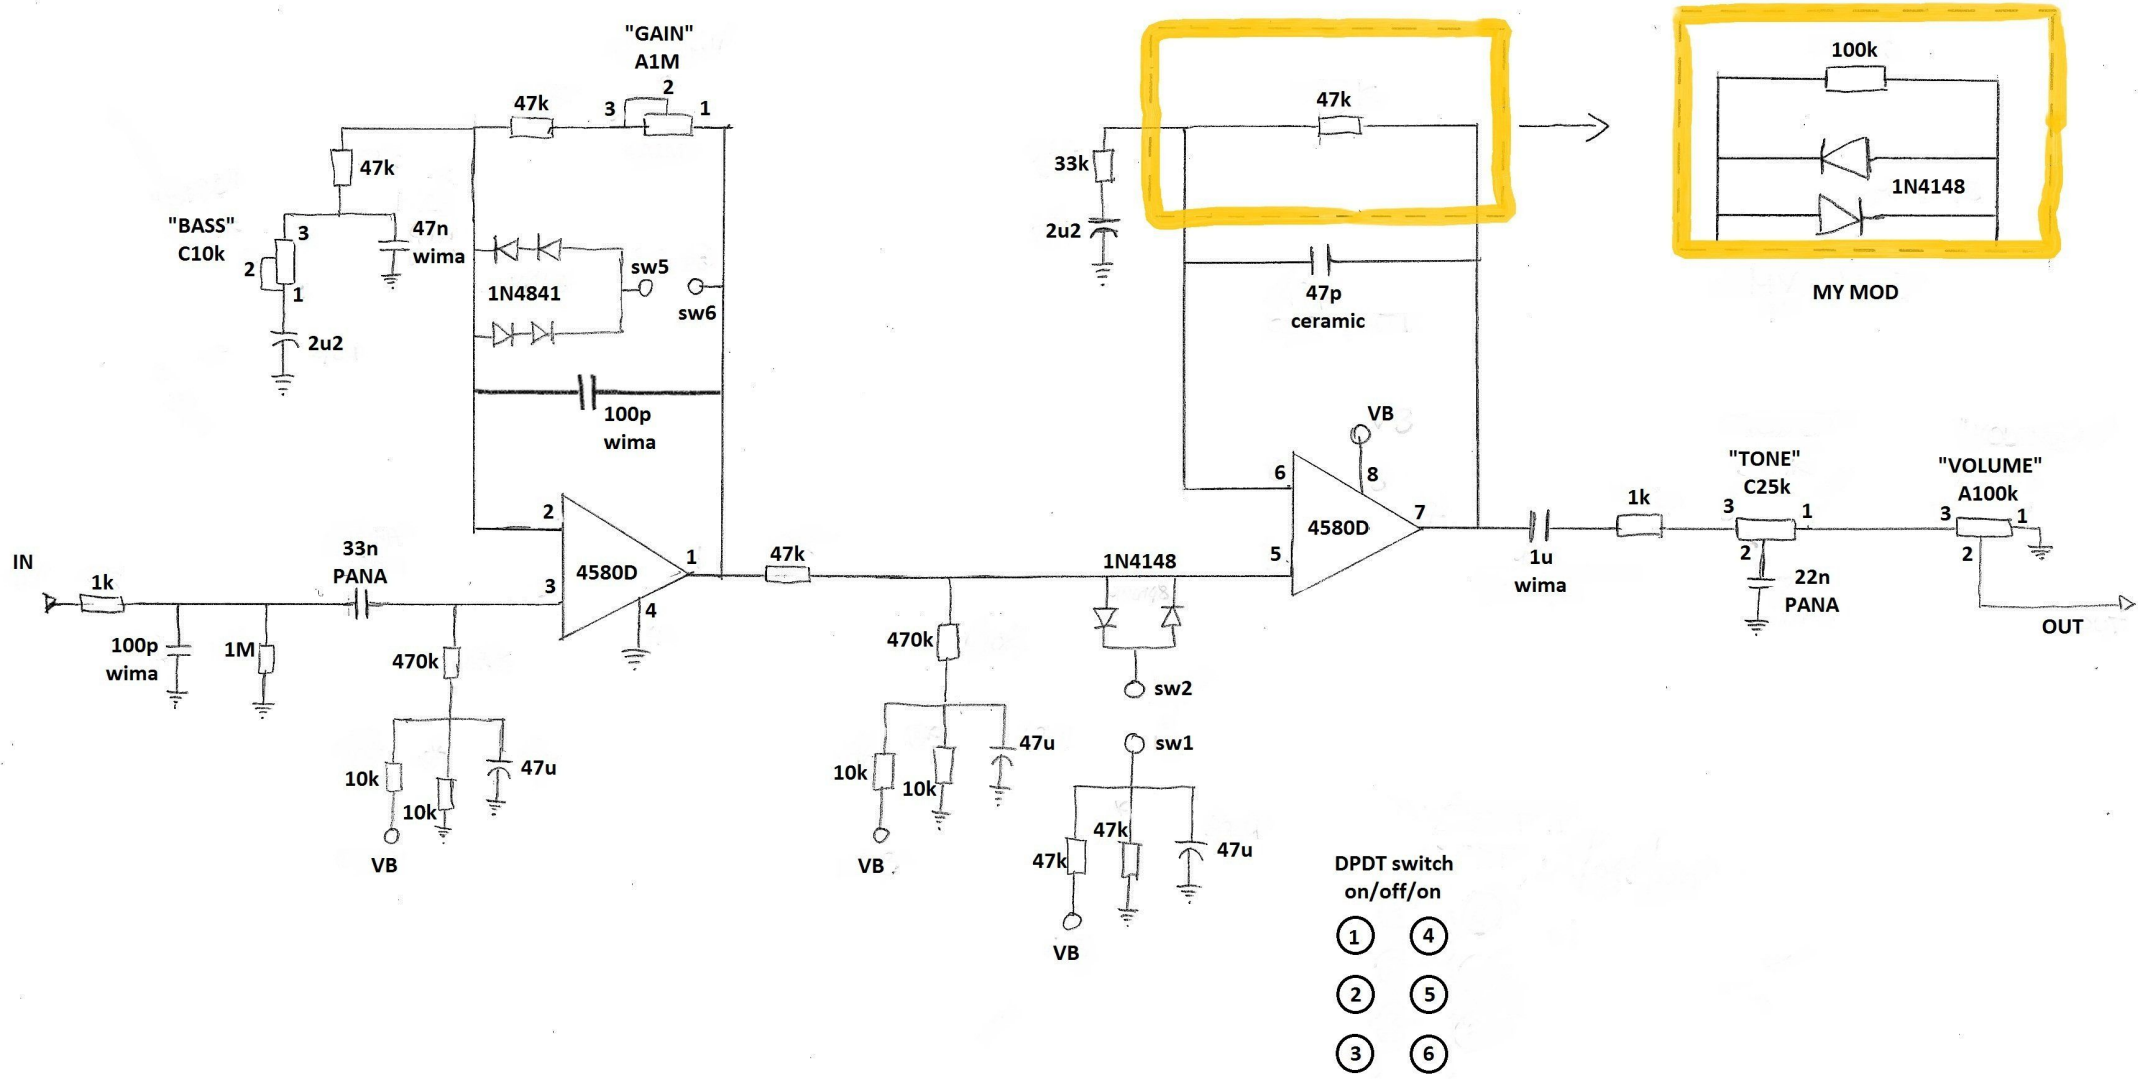 "GAIN"
A1M
47k
3
2
1
47k
"BASS"
C10k
3
2
1
47n
wima
2u2
1N4841
sw5
sw6
100p
wima
2
3
4580D
1
4
IN
1k
33n
PANA
100p
wima
1M
470k
10k
10k
47u
VB
47k
470k
10k
10k
47u
VB
1N4148
sw2
sw1
47k
47k
47u
VB
33k
2u2
47k
47p
ceramic
VB
8
6
5
4580D
7
1u
wima
1k
"TONE"
C25k
3
1
2
22n
PANA
"VOLUME"
A100k
3
1
2
OUT
100k
1N4148
MY MOD
DPDT switch
on/off/on
1 4
2 5
3 6